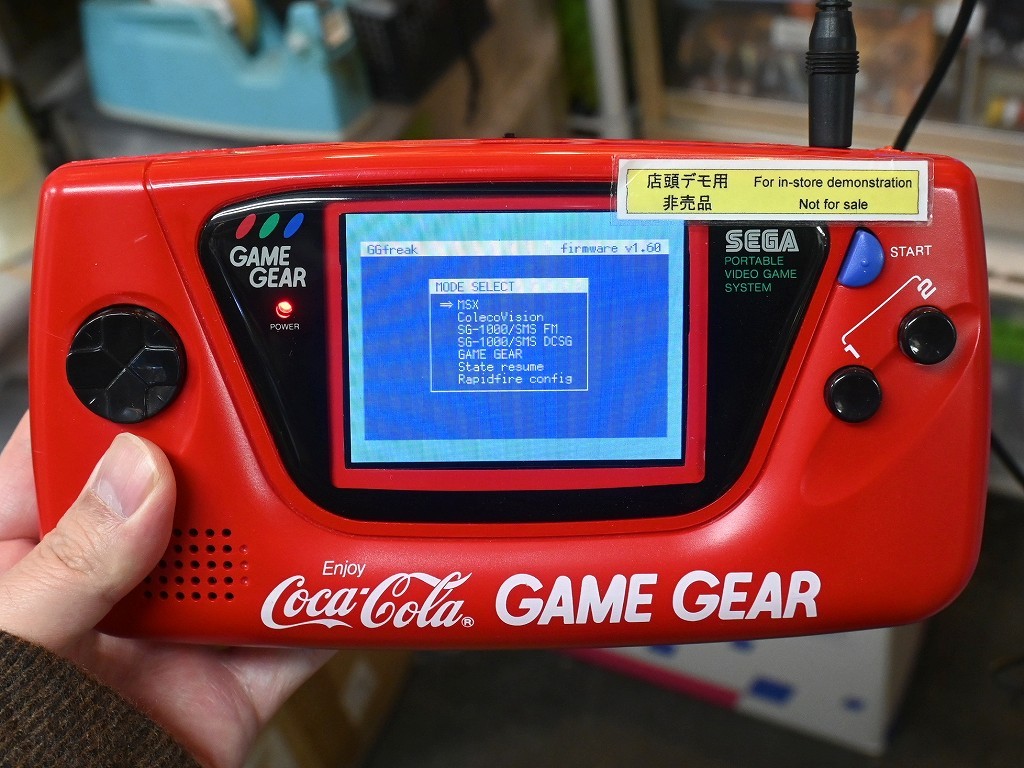 店頭デモ用 For in-store demonstration
非売品 Not for sale
GAME
GEAR
POWER
GGfreak firmware v1.60
MODE SELECT
⇒MSX
ColecoVision
SG-1000/SMS FM
SG-1000/SMS DCSG
GAME GEAR
State resume
Rapidfire config
SEGA
PORTABLE
VIDEO GAME
SYSTEM
START
2
1
Enjoy
Coca-Cola® GAME GEAR